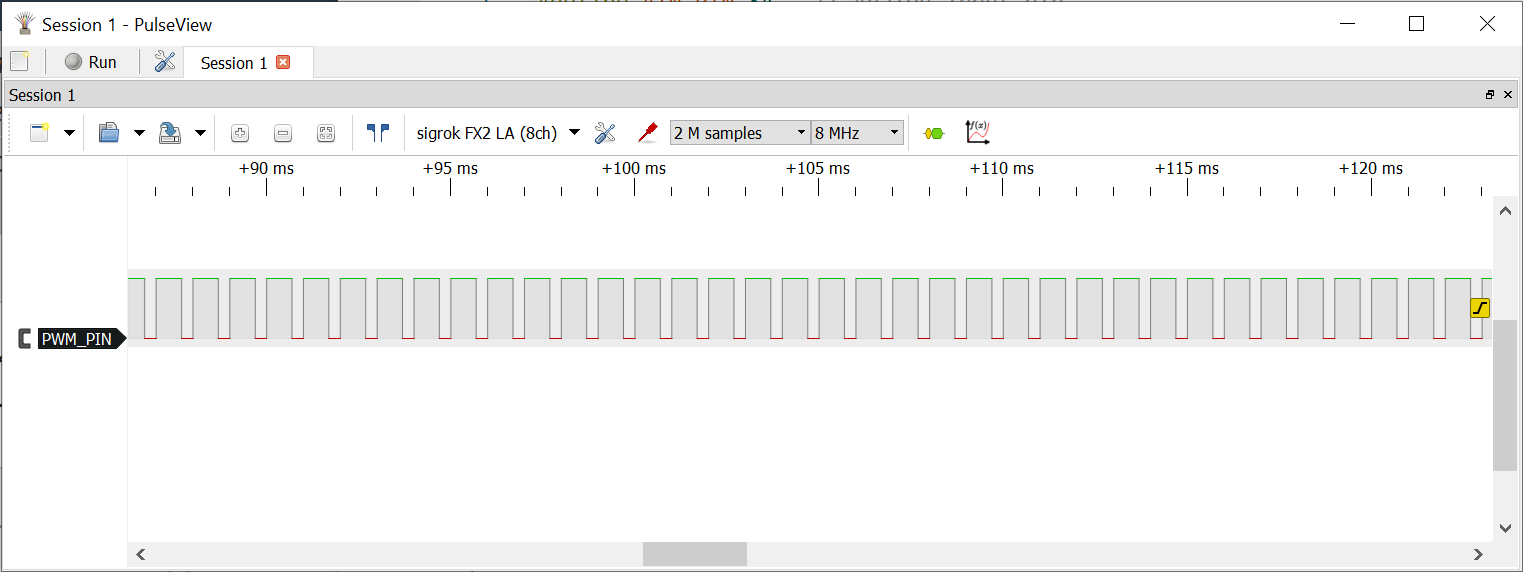 Session 1 - PulseView
Run
Session 1
Session 1
sigrok FX2 LA (8ch)
2 M samples
8 MHz
f(x)
+90 ms +95 ms +100 ms +105 ms +110 ms +115 ms +120 ms
PWM_PIN